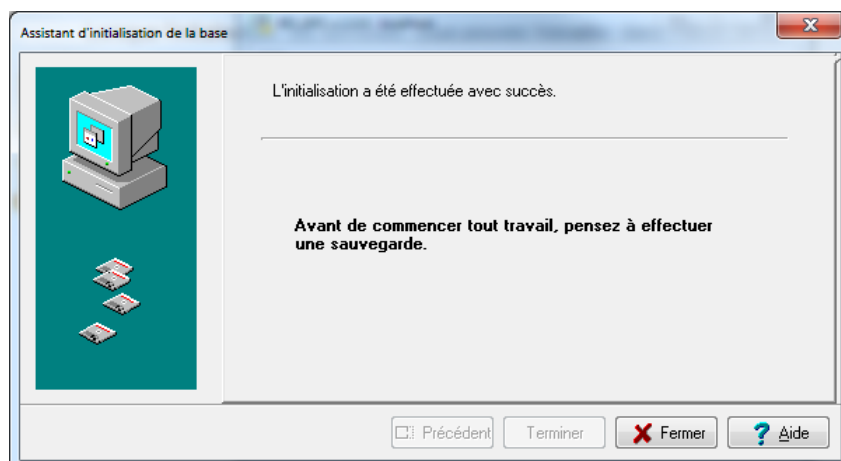 Assistant d'initialisation de la base
L'initialisation a été effectuée avec succès.
Avant de commencer tout travail, pensez à effectuer
une sauvegarde.
Précédent
Terminer
Fermer
Aide